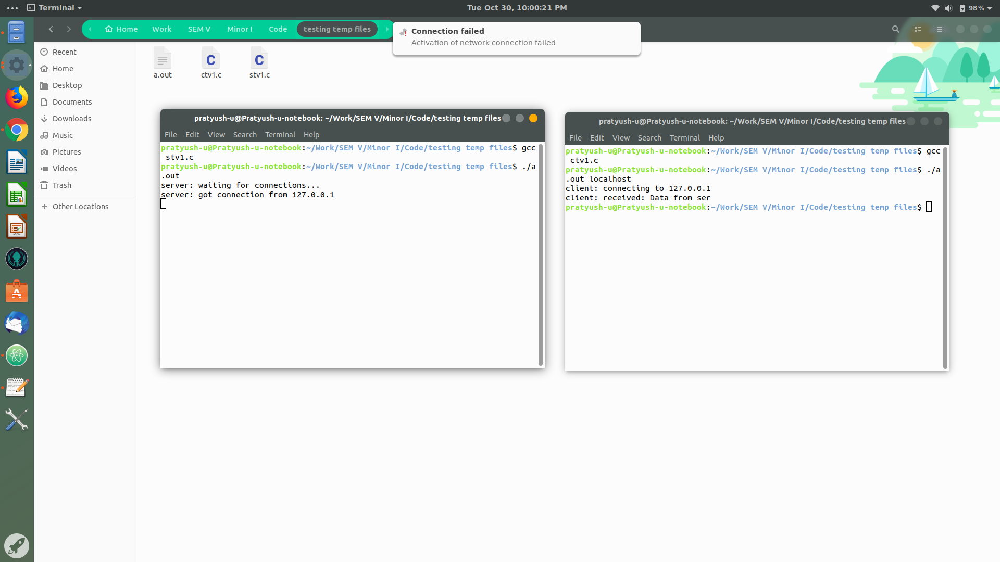 Terminal
Tue Oct 30, 10:00:21 PM
98%
Home Work SEM V Minor I Code testing temp files
Connection failed
Activation of network connection failed
Recent
Home
Desktop
Documents
Downloads
Music
Pictures
Videos
Trash
Other Locations
a.out
ctv1.c
stv1.c
pratyush-u@Pratyush-u-notebook: ~/Work/SEM V/Minor I/Code/testing temp files
File Edit View Search Terminal Help
pratyush-u@Pratyush-u-notebook:~/Work/SEM V/Minor I/Code/testing temp files$ gcc
stv1.c
pratyush-u@Pratyush-u-notebook:~/Work/SEM V/Minor I/Code/testing temp files$ ./a
.out
server: waiting for connections...
server: got connection from 127.0.0.1
pratyush-u@Pratyush-u-notebook: ~/Work/SEM V/Minor I/Code/testing temp files
File Edit View Search Terminal Help
pratyush-u@Pratyush-u-notebook:~/Work/SEM V/Minor I/Code/testing temp files$ gcc
ctv1.c
pratyush-u@Pratyush-u-notebook:~/Work/SEM V/Minor I/Code/testing temp files$ ./a
.out localhost
client: connecting to 127.0.0.1
client: received: Data from ser
pratyush-u@Pratyush-u-notebook:~/Work/SEM V/Minor I/Code/testing temp files$